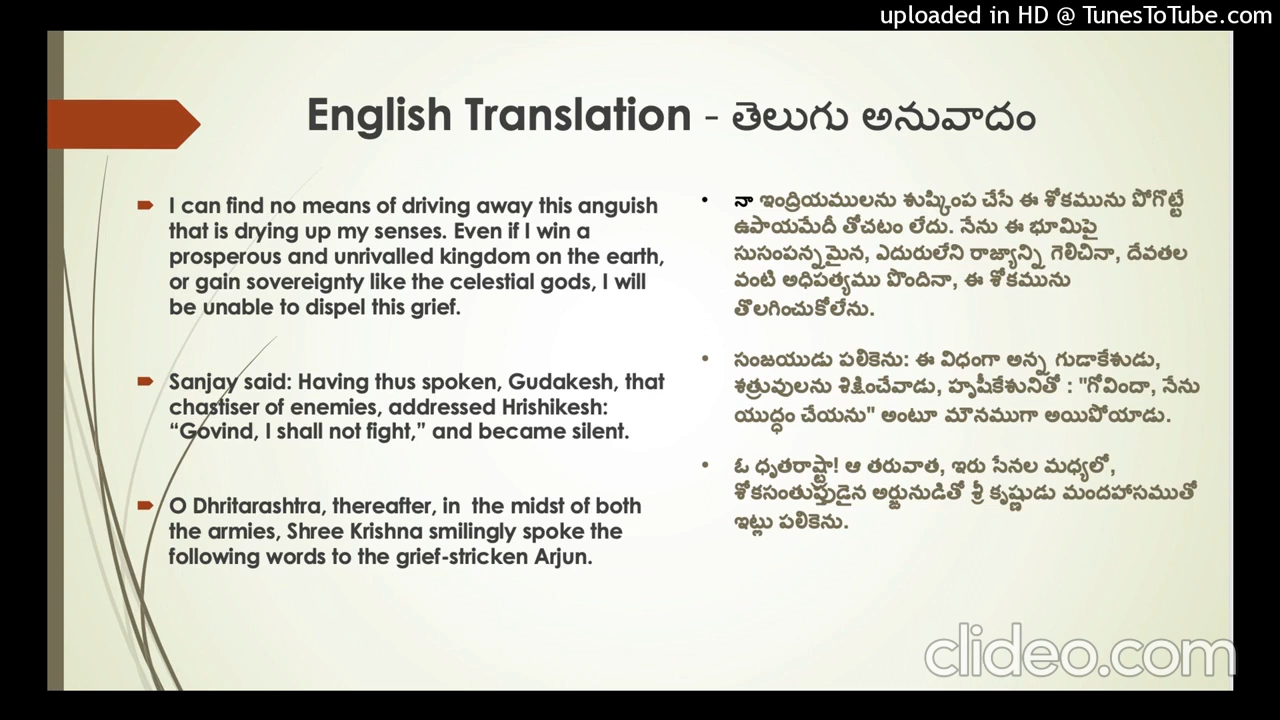 uploaded in HD @ TunesToTube.com
English Translation - తెలుగు అనువాదం
I can find no means of driving away this anguish
that is drying up my senses. Even if I win a
prosperous and unrivalled kingdom on the earth,
or gain sovereignty like the celestial gods, I will
be unable to dispel this grief.
Sanjay said: Having thus spoken, Gudakesh, that
chastiser of enemies, addressed Hrishikesh:
“Govind, I shall not fight,” and became silent.
O Dhritarashtra, thereafter, in the midst of both
the armies, Shree Krishna smilingly spoke the
following words to the grief-stricken Arjun.
నా ఇంద్రియములను శుష్కింప చేసే ఈ శోకమును పోగొట్టే
ఉపాయమేదీ తోచటం లేదు. నేను ఈ భూమిపై
సుసంపన్నమైన, ఎదురులేని రాజ్యాన్ని గెలిచినా, దేవతల
వంటి అధిపత్యము పొందినా, ఈ శోకమును
తొలగించుకోలేను.
సంజయుడు పలికెను: ఈ విధంగా అన్న గుడాకేశుడు,
శత్రువులను శిక్షించేవాడు, హృషీకేశునితో : "గోవిందా, నేను
యుద్ధం చేయను" అంటూ మౌనముగా అయిపోయాడు.
ఓ ధృతరాష్ట్రా! ఆ తరువాత, ఇరు సేనల మధ్యలో,
శోకసంతుప్తుడైన అర్జునుడితో శ్రీ కృష్ణుడు మందహాసముతో
ఇట్లు పలికెను.
clideo.com